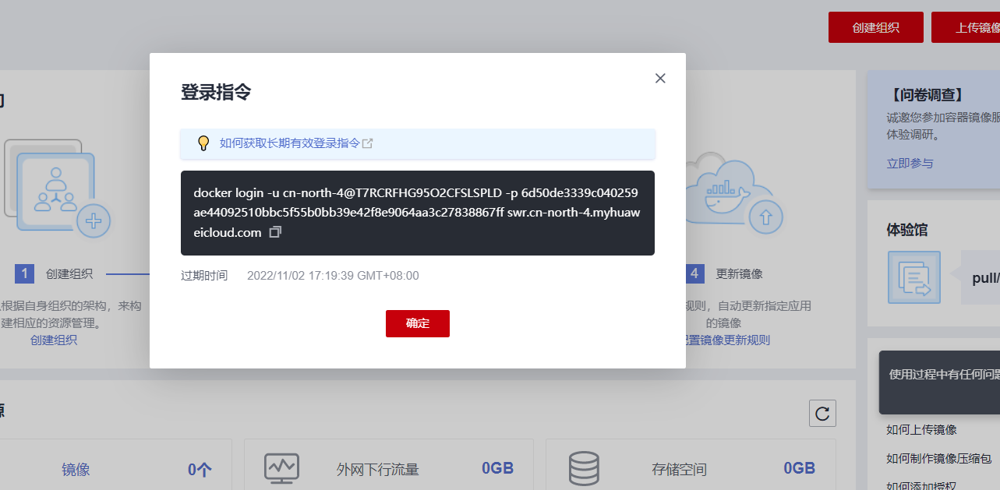 创建组织
上传镜像
登录指令
如何获取长期有效登录指令
docker login -u cn-north-4@T7RCRFHG95O2CFSLSPLD -p 6d50de3339c040259
ae44092510bbc5f55b0bb39e42f8e9064aa3c27838867ff swr.cn-north-4.myhuaw
eicloud.com
过期时间 2022/11/02 17:19:39 GMT+08:00
确定
1 创建组织
根据自身组织的架构，来构
建相应的资源管理。
创建组织
4 更新镜像
规则，自动更新指定应用
的镜像
配置镜像更新规则
【问卷调查】
诚邀您参加容器镜像服
体验调研。
立即参与
体验馆
pull/
使用过程中有任何问题
如何上传镜像
如何制作镜像压缩包
如何添加授权
源
镜像 0个
外网下行流量 0GB
存储空间 0GB